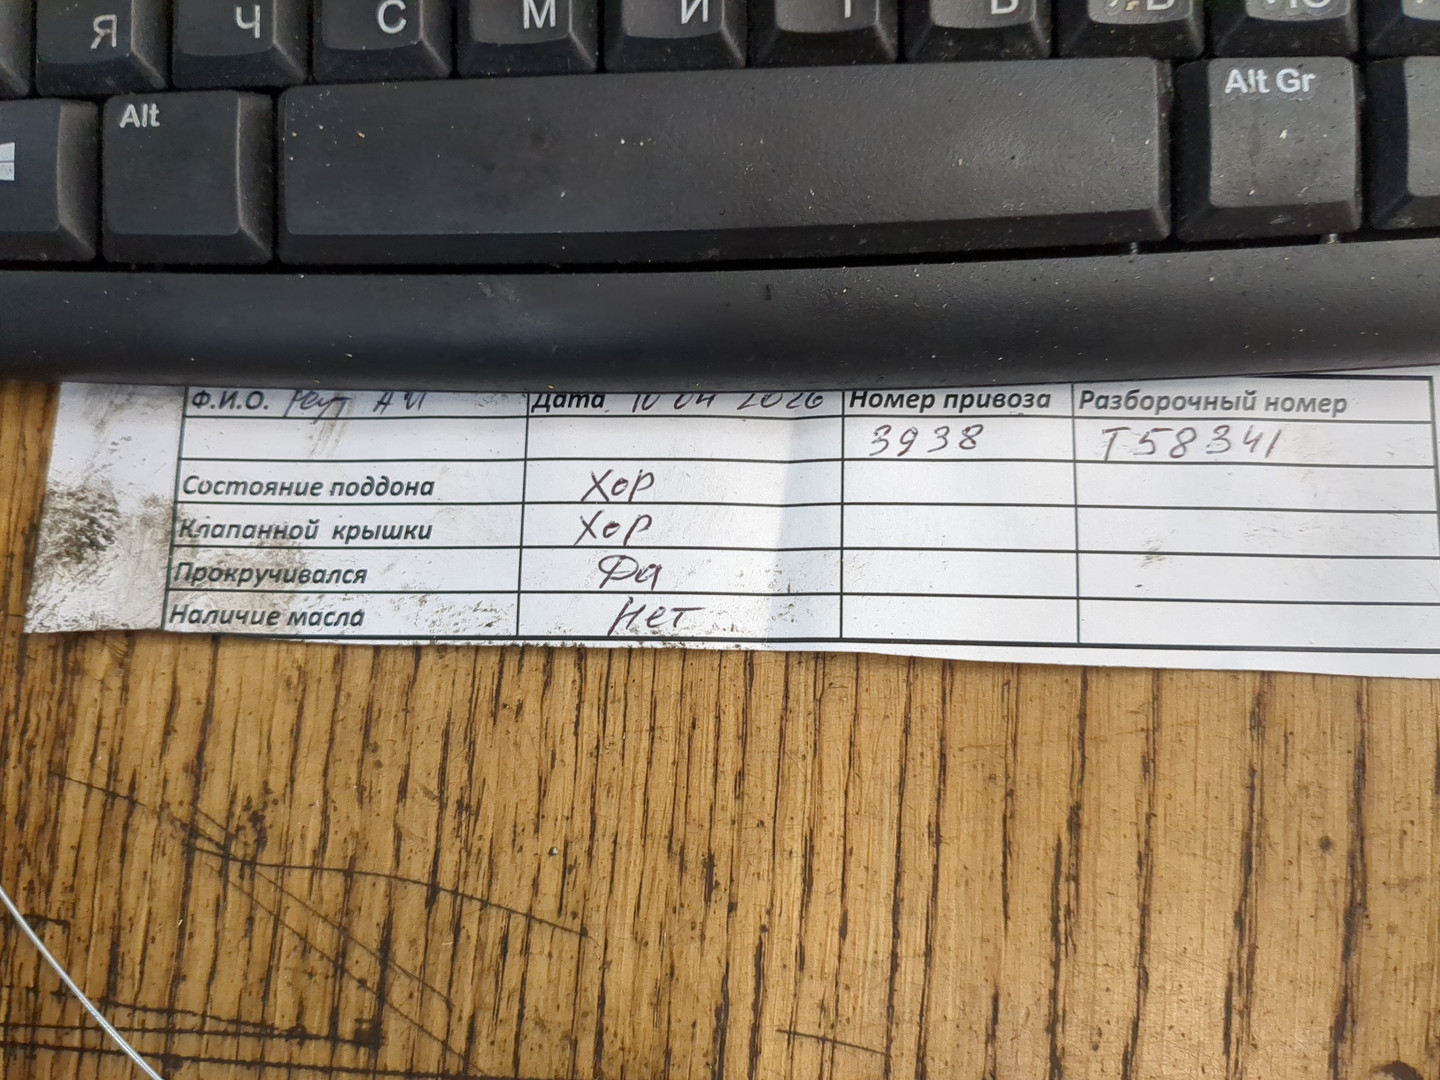 Я Ч С М И
Alt Alt Gr
Ф.И.О. Реут А И Дата 10 04 2026 Номер привоза Разборочный номер
3938 Т58341
Состояние поддона Хор
Клапанной крышки Хор
Прокручивался Да
Наличие масла Нет